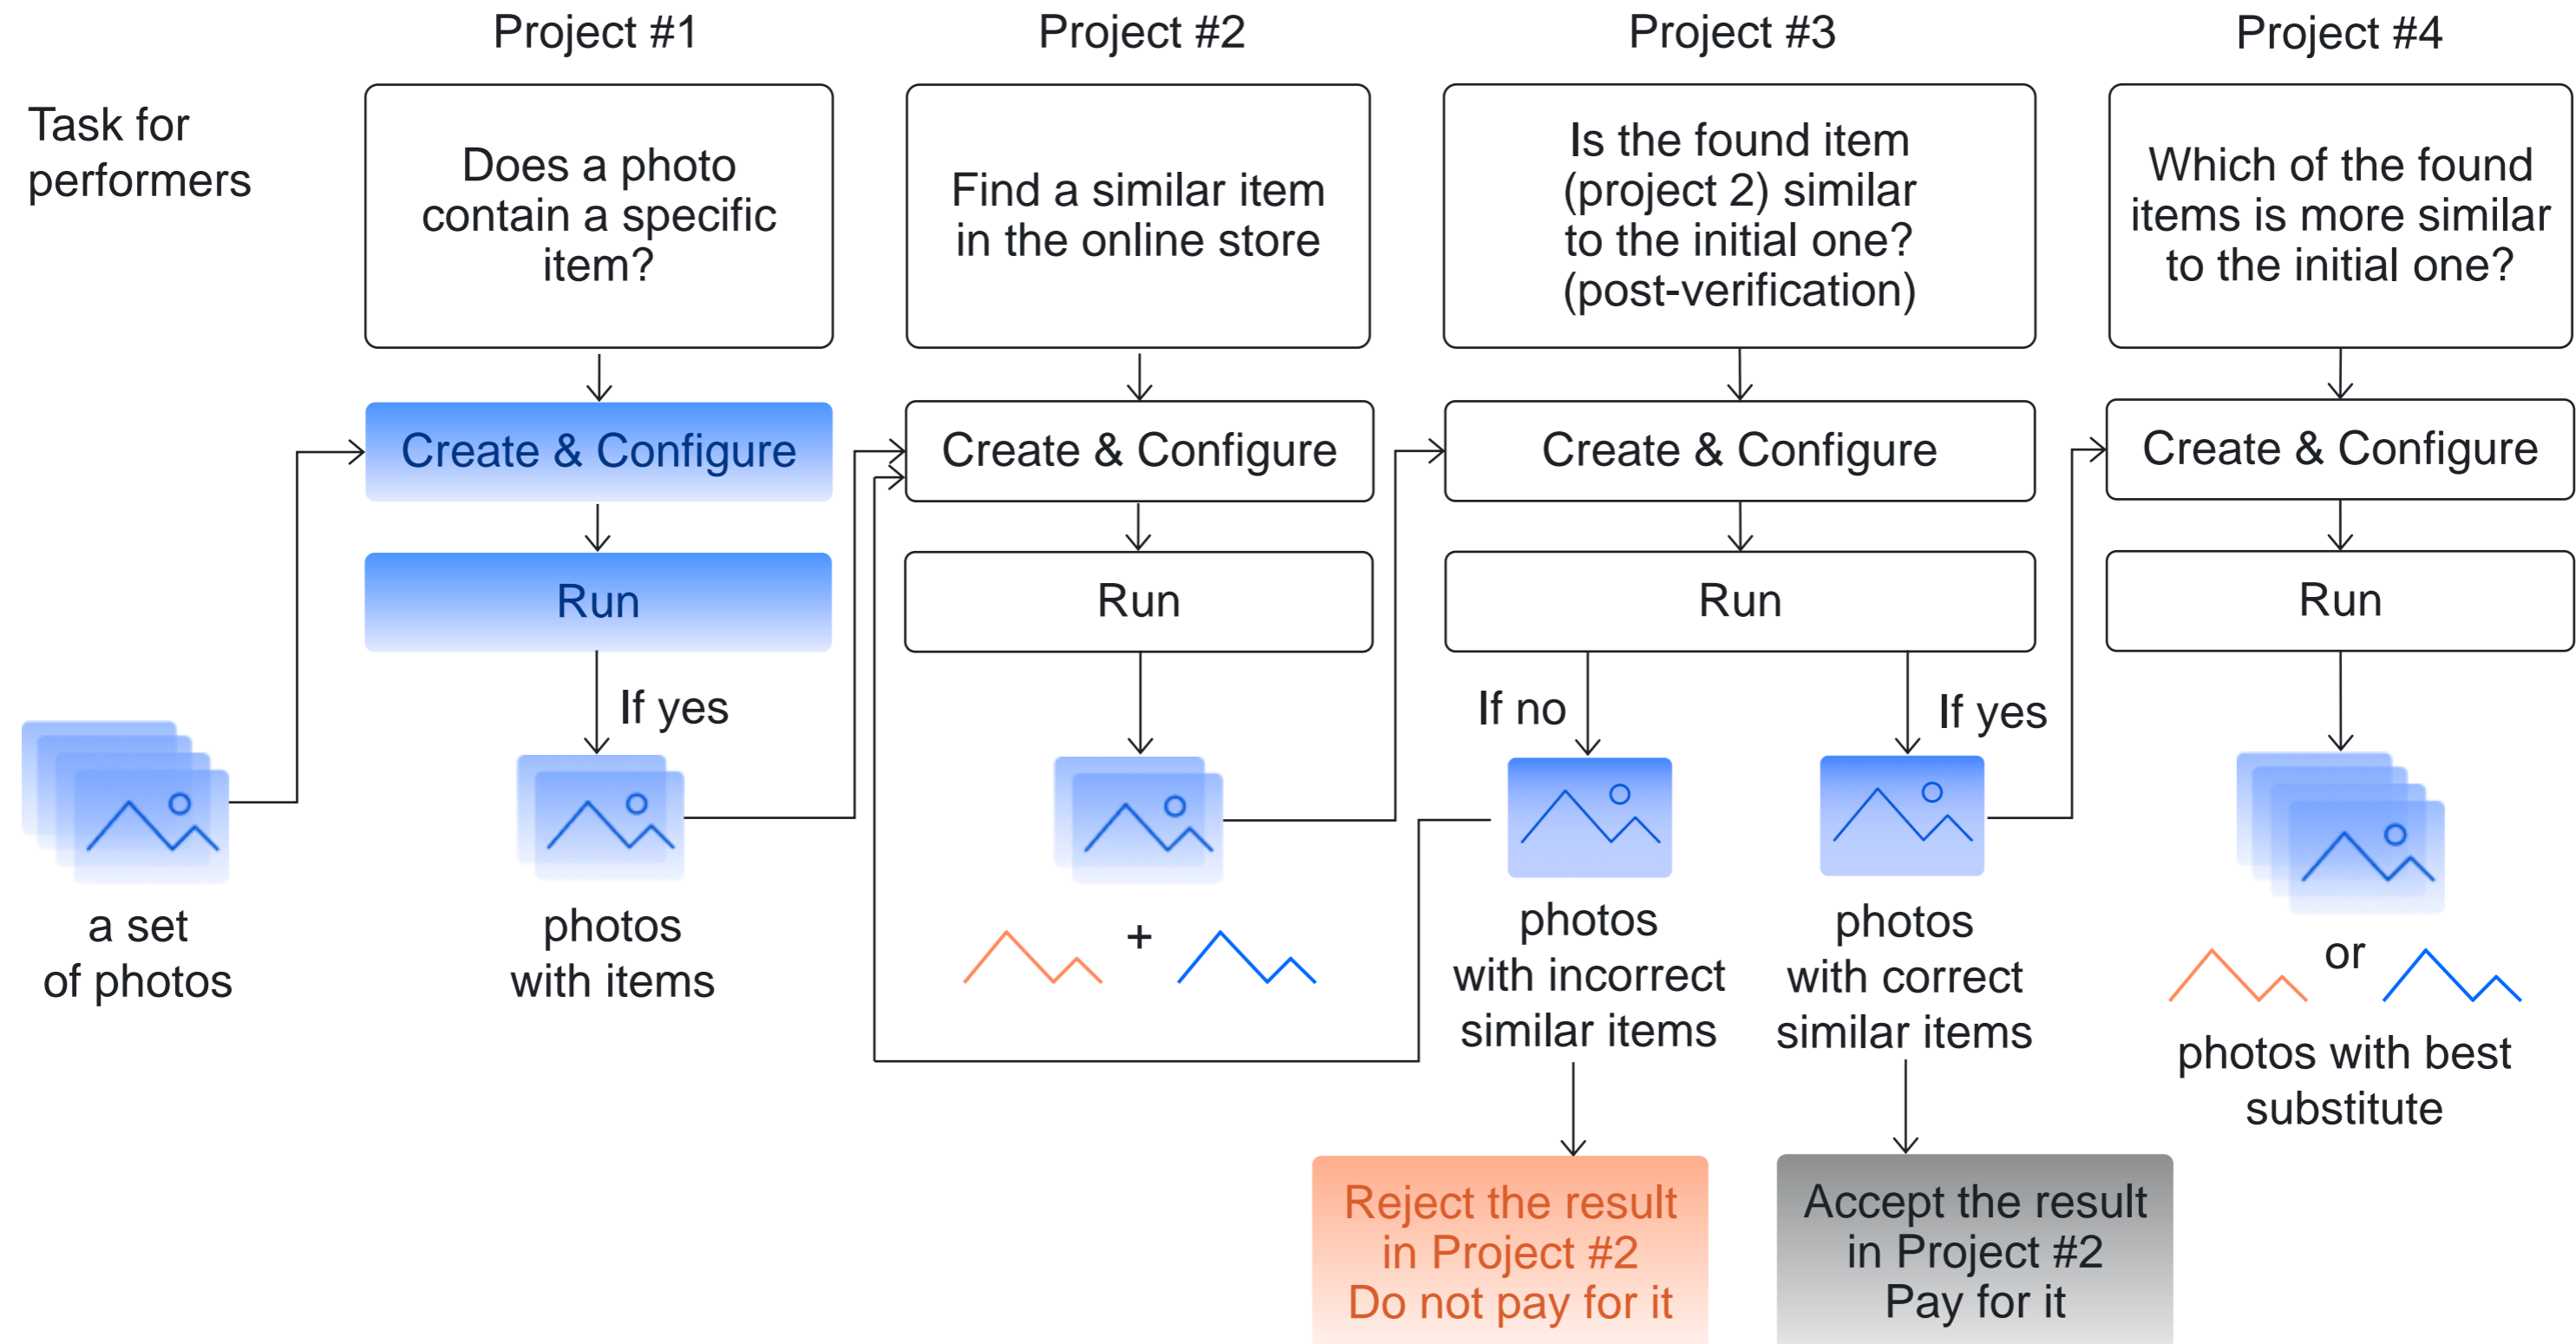 Project #1
Project #2
Project #3
Project #4
Task for
performers
Does a photo
contain a specific
item?
Find a similar item
in the online store
Is the found item
(project 2) similar
to the initial one?
(post-verification)
Which of the found
items is more similar
to the initial one?
Create & Configure
Create & Configure
Create & Configure
Create & Configure
Run
Run
Run
Run
If yes
If no
If yes
a set
of photos
photos
with items
+
photos
with incorrect
similar items
photos
with correct
similar items
or
photos with best
substitute
Reject the result
in Project #2
Do not pay for it
Accept the result
in Project #2
Pay for it